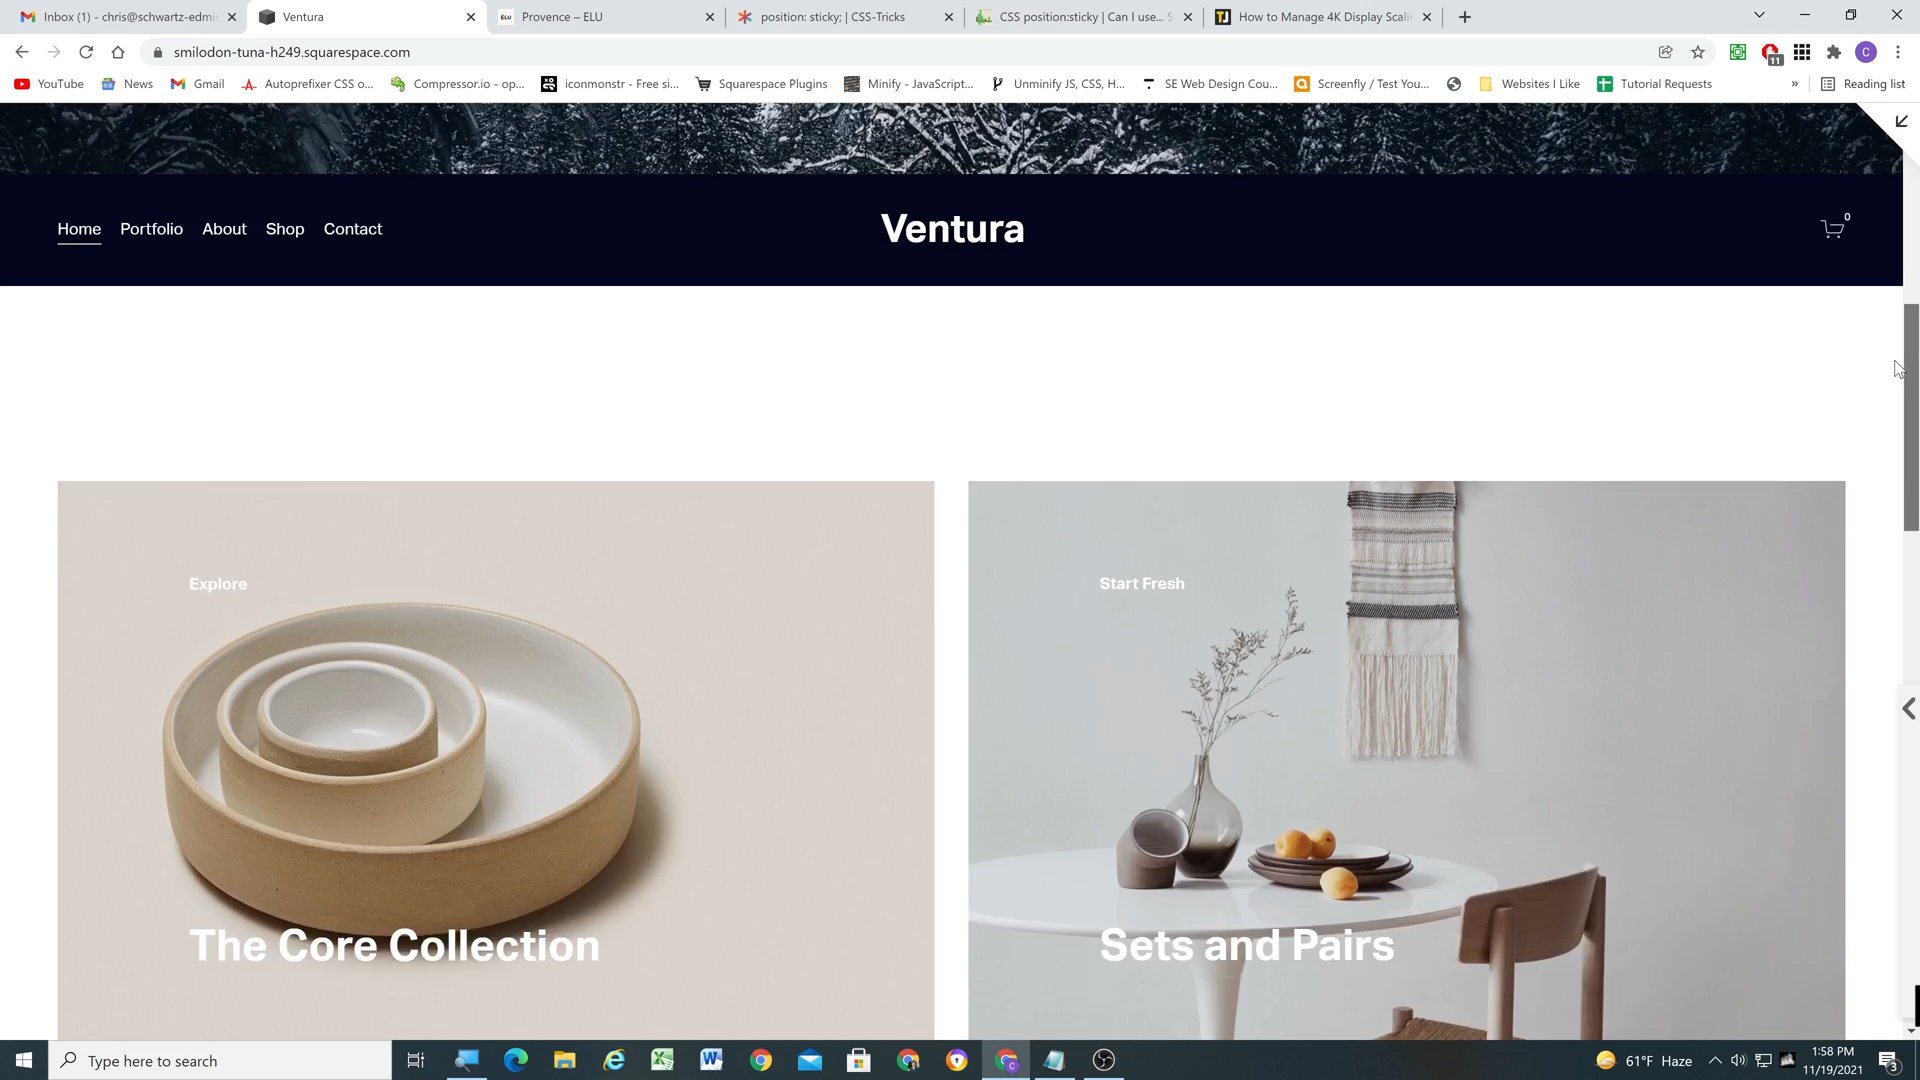 Inbox (1) - chris@schwartz-edmi
Ventura
Provence – ELU
position: sticky; | CSS-Tricks
CSS position:sticky | Can I use... S
How to Manage 4K Display Scalin
smilodon-tuna-h249.squarespace.com
11
C
YouTube
News
Gmail
Autoprefixer CSS o...
Compressor.io - op...
iconmonstr - Free si...
Squarespace Plugins
Minify - JavaScript...
Unminify JS, CSS, H...
SE Web Design Cou...
Screenfly / Test You...
Websites I Like
Tutorial Requests
»
Reading list
Home
Portfolio
About
Shop
Contact
Ventura
0
Explore
Start Fresh
The Core Collection
Sets and Pairs
Type here to search
61°F Haze
1:58 PM
11/19/2021
3